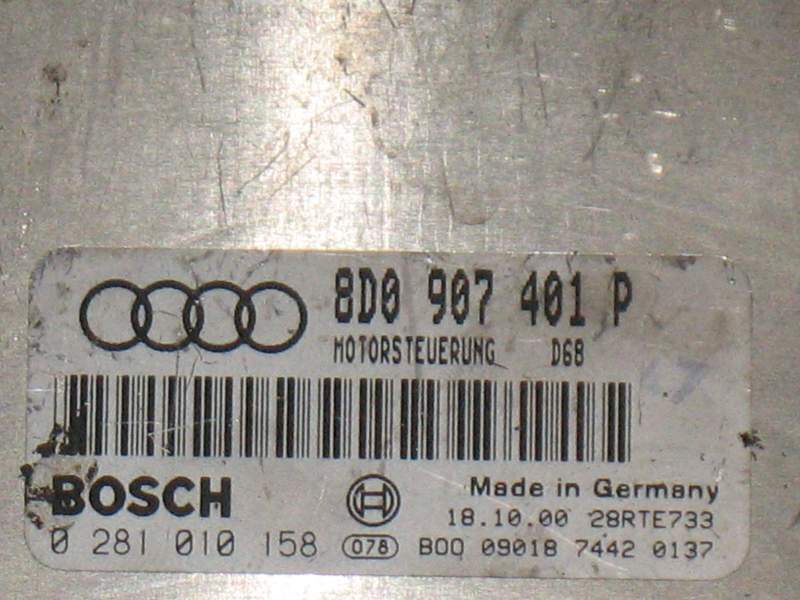 8D0 907 401 P
MOTORSTEUERUNG D68
BOSCH
Made in Germany
18.10.00 28RTE733
0 281 010 158 078 B00 09018 7442 0137